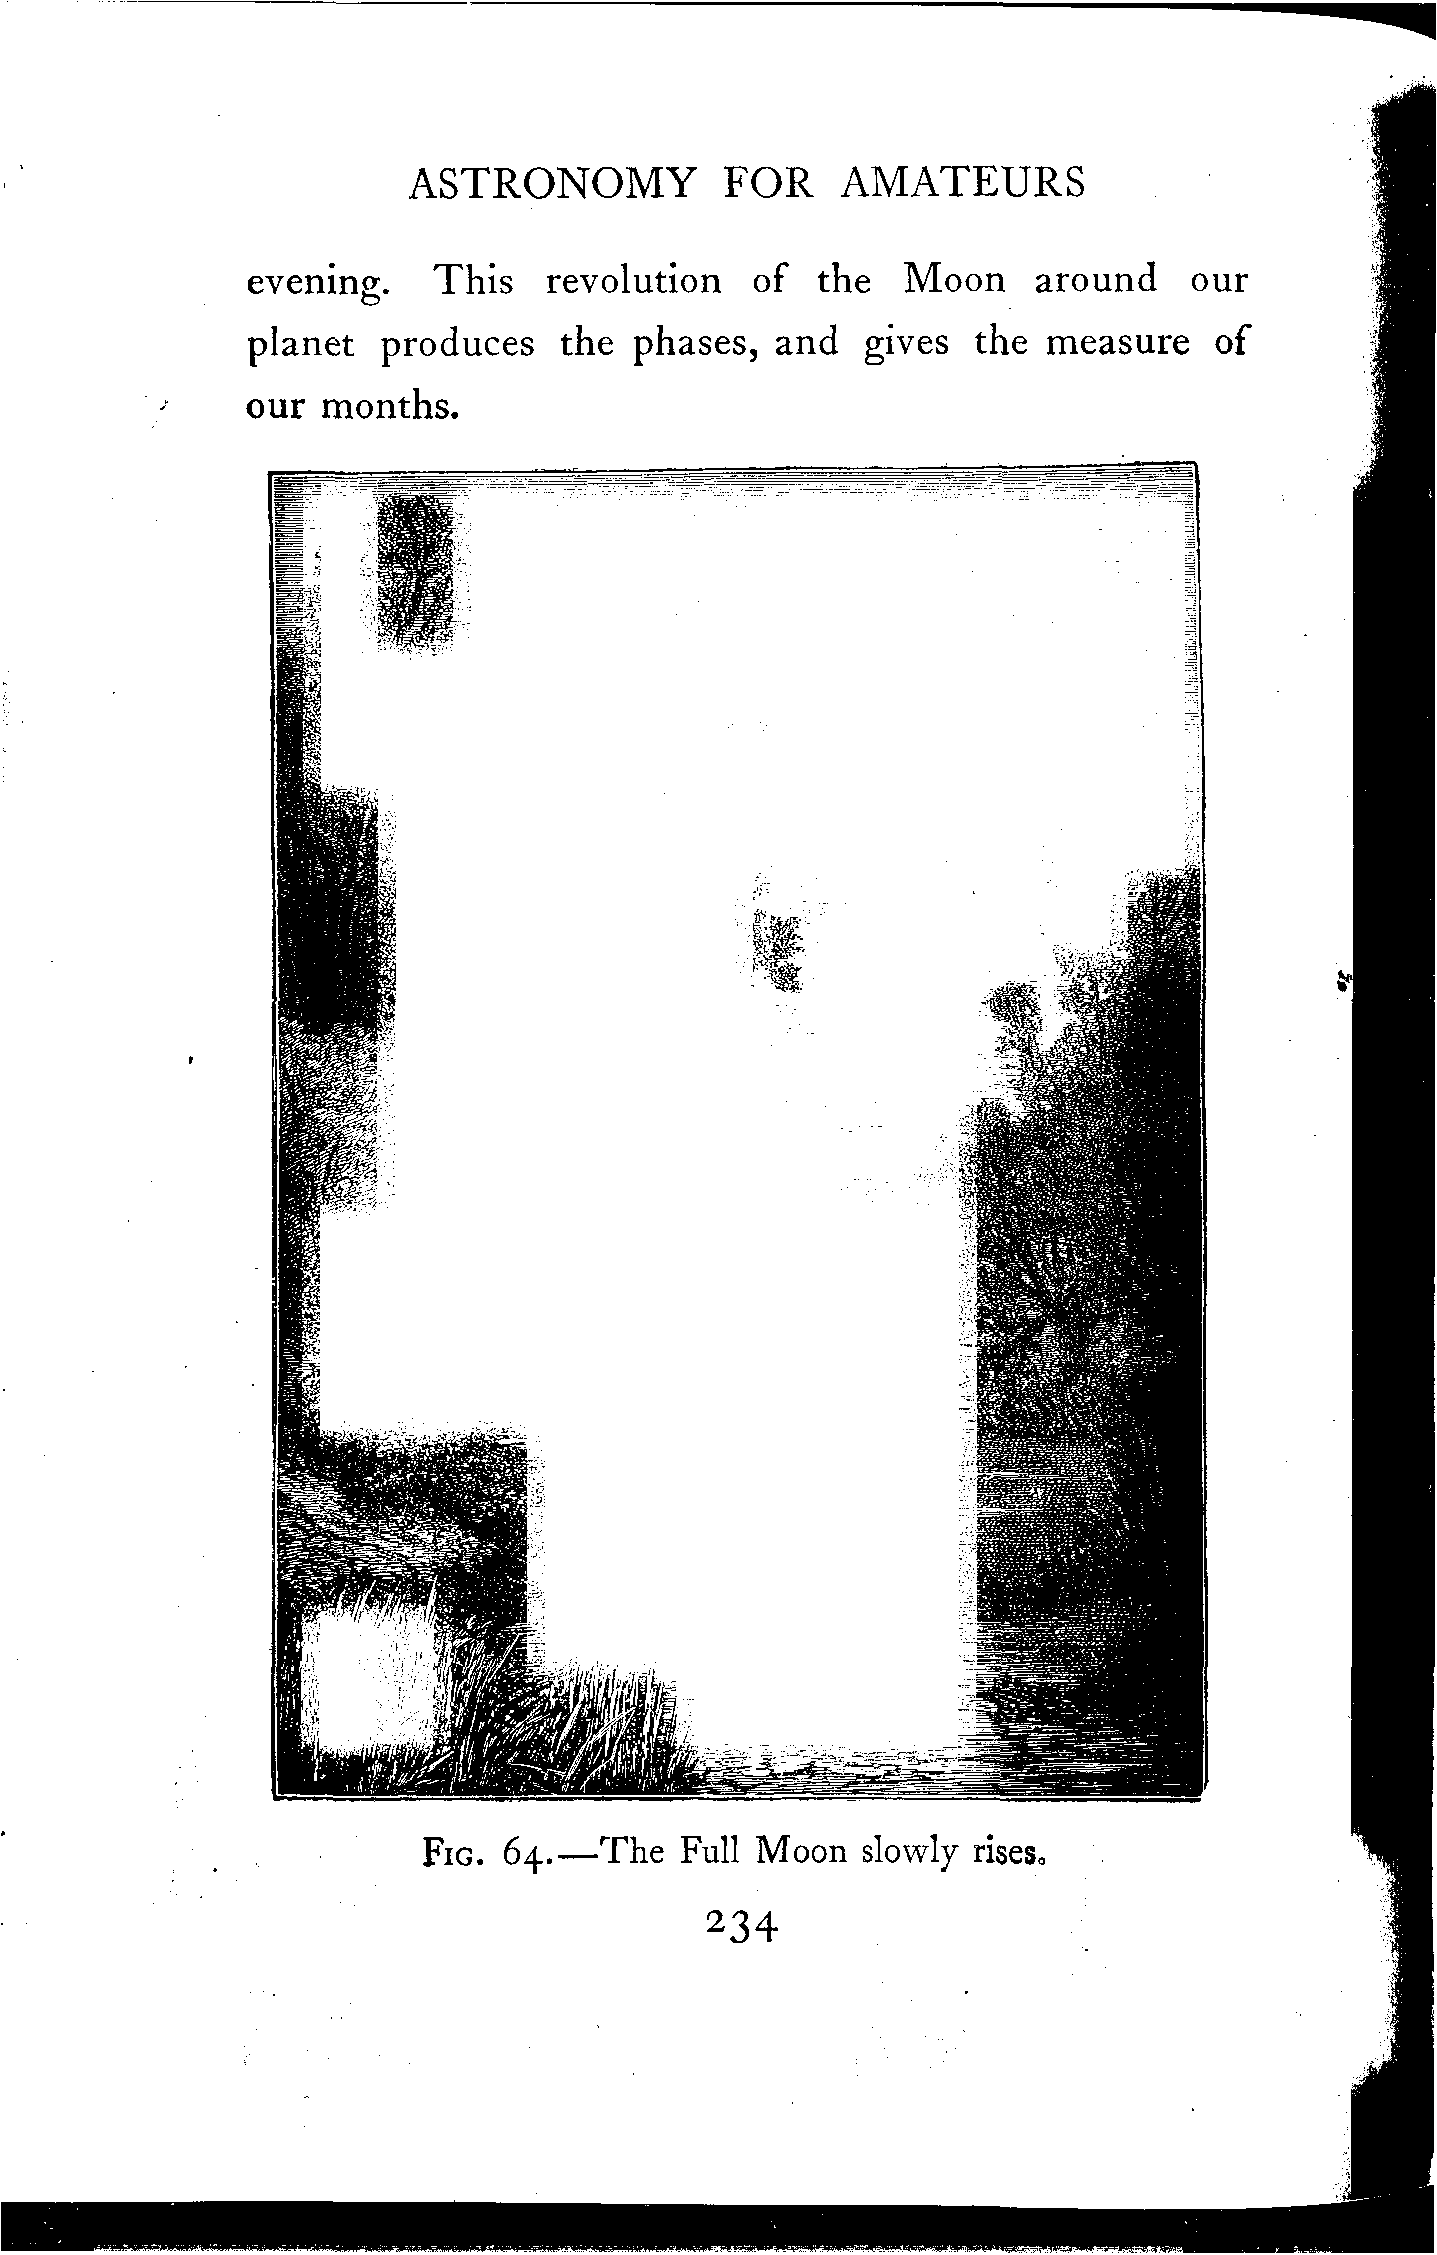 ASTRONOMY FOR AMATEURS
evening. This revolution of the Moon around our
planet produces the phases, and gives the measure of
our months.
FIG. 64.—The Full Moon slowly rises.
234